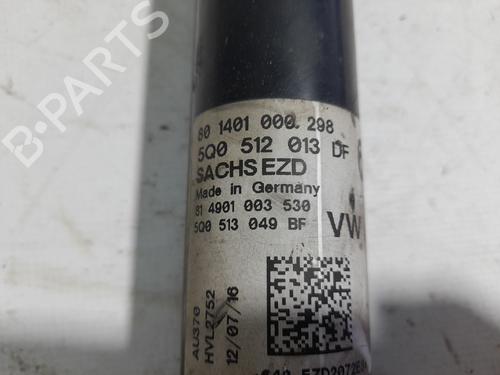 80 1401 000 298
5Q0 512 013 DF
SACHS EZD
Made in Germany
81 4901 003 530
5Q0 513 049 BF
VW
AU370
HVL2752
12/07/16
B-PARTS